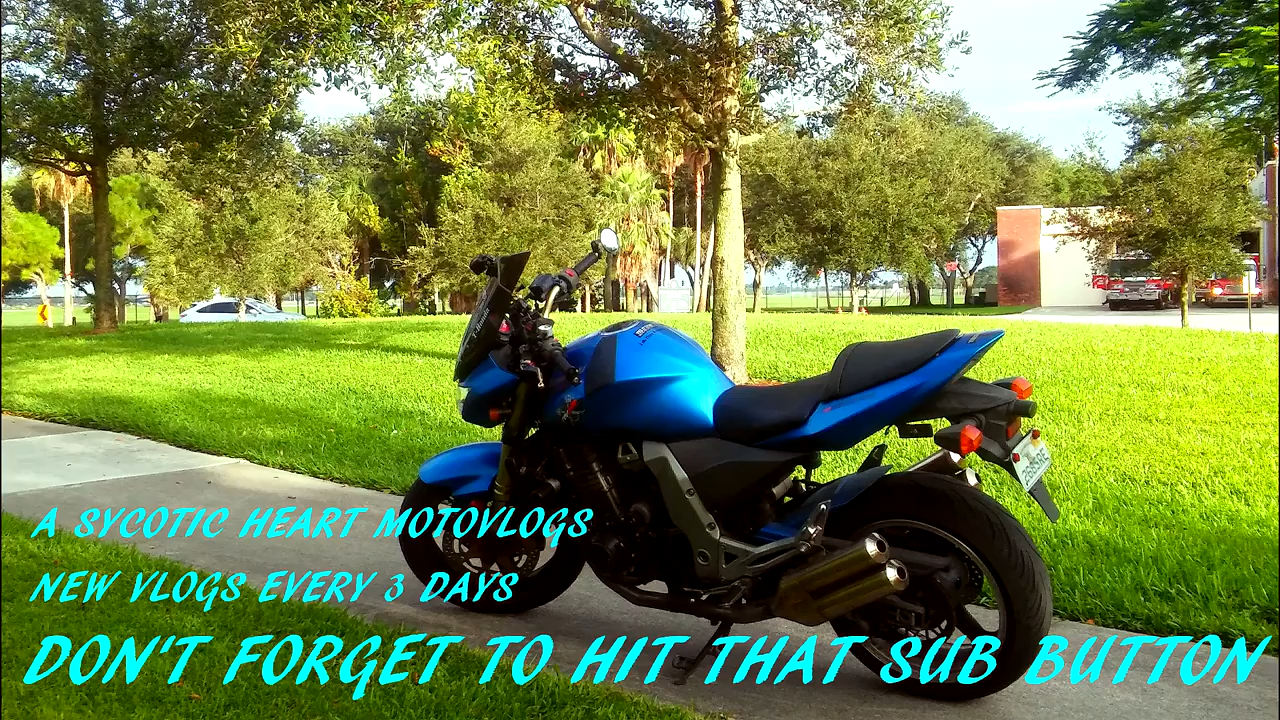 A SYCOTIC HEART MOTOVLOGS
NEW VLOGS EVERY 3 DAYS
DON'T FORGET TO HIT THAT SUB BUTTON